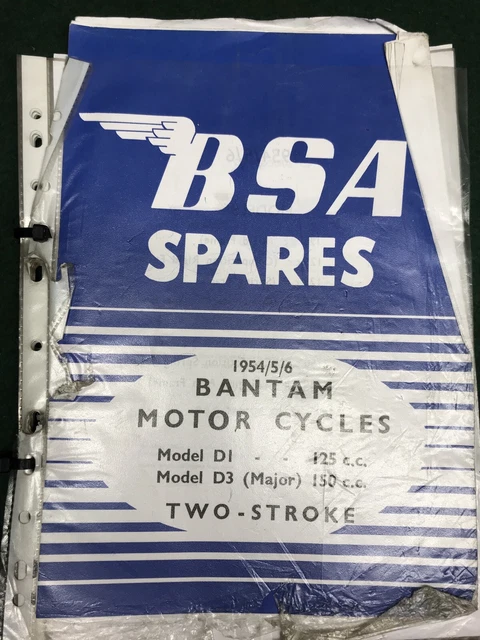 BSA
SPARES
1954/5/6
BANTAM
MOTOR CYCLES
Model D1 - - 125 c.c.
Model D3 (Major) 150 c.c.
TWO-STROKE